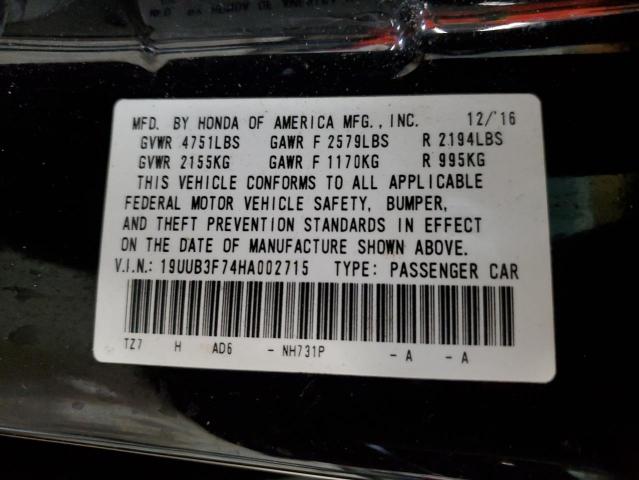 MFD. BY HONDA OF AMERICA MFG., INC. 12/'16
GVWR 4751LBS GAWR F 2579LBS R 2194LBS
GVWR 2155KG GAWR F 1170KG R 995KG
THIS VEHICLE CONFORMS TO ALL APPLICABLE
FEDERAL MOTOR VEHICLE SAFETY, BUMPER,
AND THEFT PREVENTION STANDARDS IN EFFECT
ON THE DATE OF MANUFACTURE SHOWN ABOVE.
V.I.N.: 19UUB3F74HA002715 TYPE: PASSENGER CAR
TZ7 H AD6 - NH731P - A - A